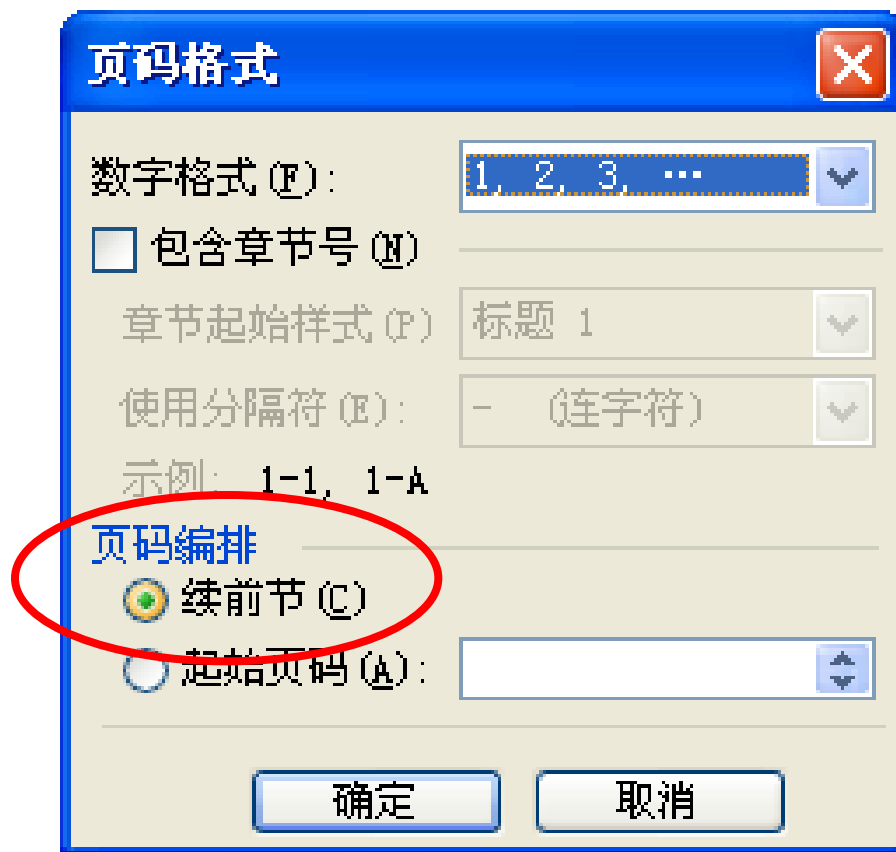 页码格式
数字格式(F): 1, 2, 3, …
包含章节号(N)
章节起始样式(P) 标题 1
使用分隔符(E): - (连字符)
示例: 1-1, 1-A
页码编排
续前节(C)
起始页码(A):
确定 取消